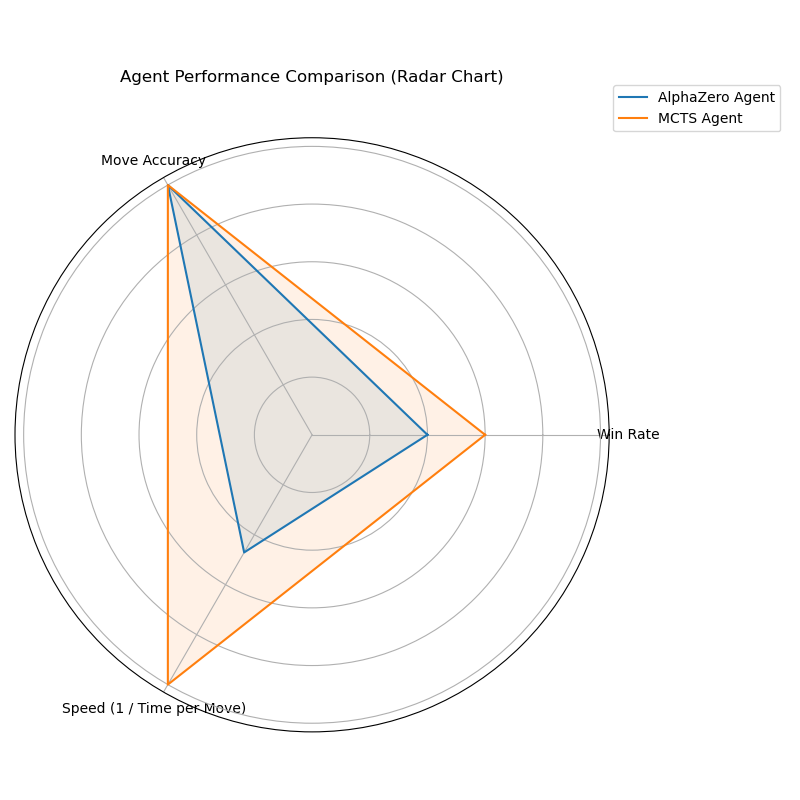 Agent Performance Comparison (Radar Chart)
AlphaZero Agent
MCTS Agent
Move Accuracy
Win Rate
Speed (1 / Time per Move)